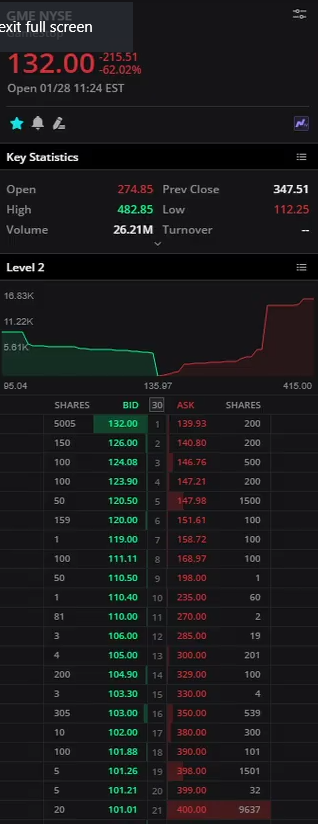 GME NYSE
exit full screen
132.00 -215.51
-62.02%
Open 01/28 11:24 EST
Key Statistics
Open 274.85 Prev Close 347.51
High 482.85 Low 112.25
Volume 26.21M Turnover --
Level 2
16.83K
11.22K
5.61K
95.04 135.97 415.00
SHARES BID 30 ASK SHARES
5005 132.00 1 139.93 200
150 126.00 2 140.80 200
100 124.08 3 146.76 500
100 123.90 4 147.21 200
50 120.50 5 147.98 1500
159 120.00 6 151.61 100
1 119.00 7 158.72 100
100 111.11 8 168.97 100
50 110.50 9 198.00 1
1 110.40 10 235.00 60
81 110.00 11 270.00 2
3 106.00 12 285.00 19
4 105.00 13 300.00 201
200 104.90 14 329.00 100
3 103.30 15 330.00 4
305 103.00 16 350.00 539
10 102.00 17 380.00 300
100 101.88 18 390.00 101
5 101.26 19 398.00 1501
5 101.21 20 399.00 32
20 101.01 21 400.00 9637